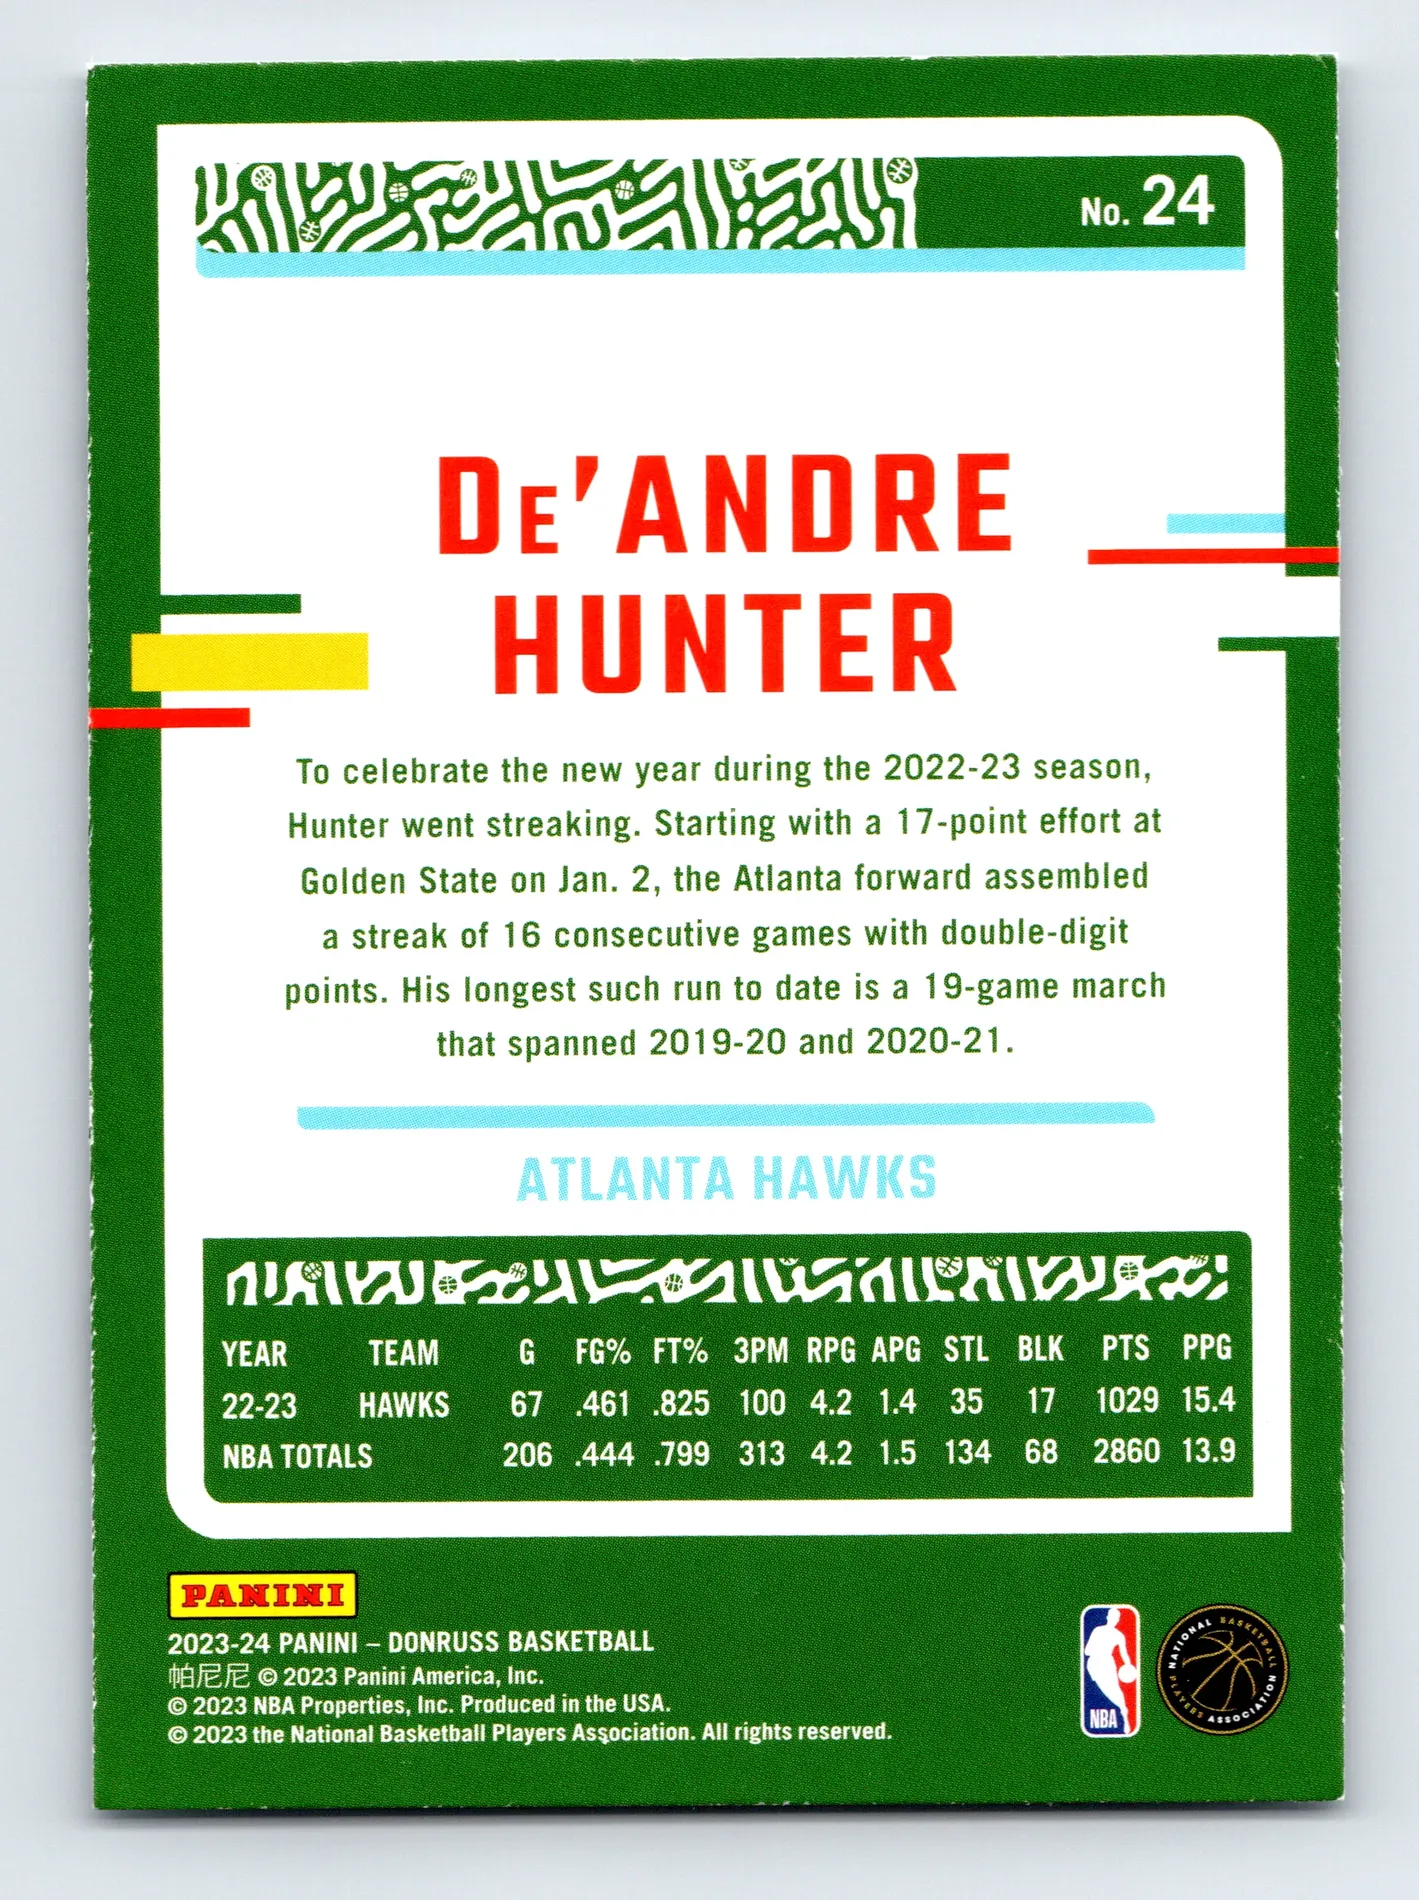 No. 24
DE'ANDRE
HUNTER
To celebrate the new year during the 2022-23 season,
Hunter went streaking. Starting with a 17-point effort at
Golden State on Jan. 2, the Atlanta forward assembled
a streak of 16 consecutive games with double-digit
points. His longest such run to date is a 19-game march
that spanned 2019-20 and 2020-21.
ATLANTA HAWKS
YEAR TEAM G FG% FT% 3PM RPG APG STL BLK PTS PPG
22-23 HAWKS 67 .461 .825 100 4.2 1.4 35 17 1029 15.4
NBA TOTALS 206 .444 .799 313 4.2 1.5 134 68 2860 13.9
PANINI
2023-24 PANINI – DONRUSS BASKETBALL
帕尼尼 © 2023 Panini America, Inc.
© 2023 NBA Properties, Inc. Produced in the USA.
© 2023 the National Basketball Players Association. All rights reserved.
NBA
NATIONAL BASKETBALL PLAYERS ASSOCIATION